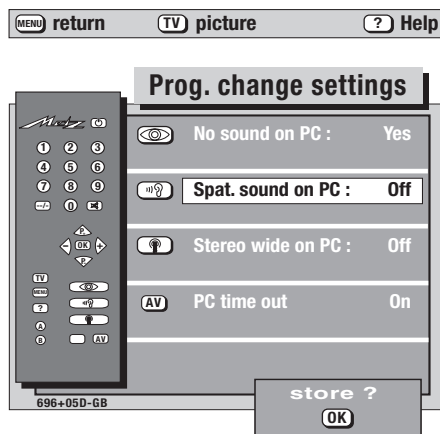 MENU return TV picture ? Help
Prog. change settings
Metz
1 2 3
4 5 6
7 8 9
--/- 0
P.
- OK +
P.
TV
MENU
?
A
B AV
No sound on PC : Yes
Spat. sound on PC : Off
Stereo wide on PC : Off
AV PC time out On
696+05D-GB
store ?
OK